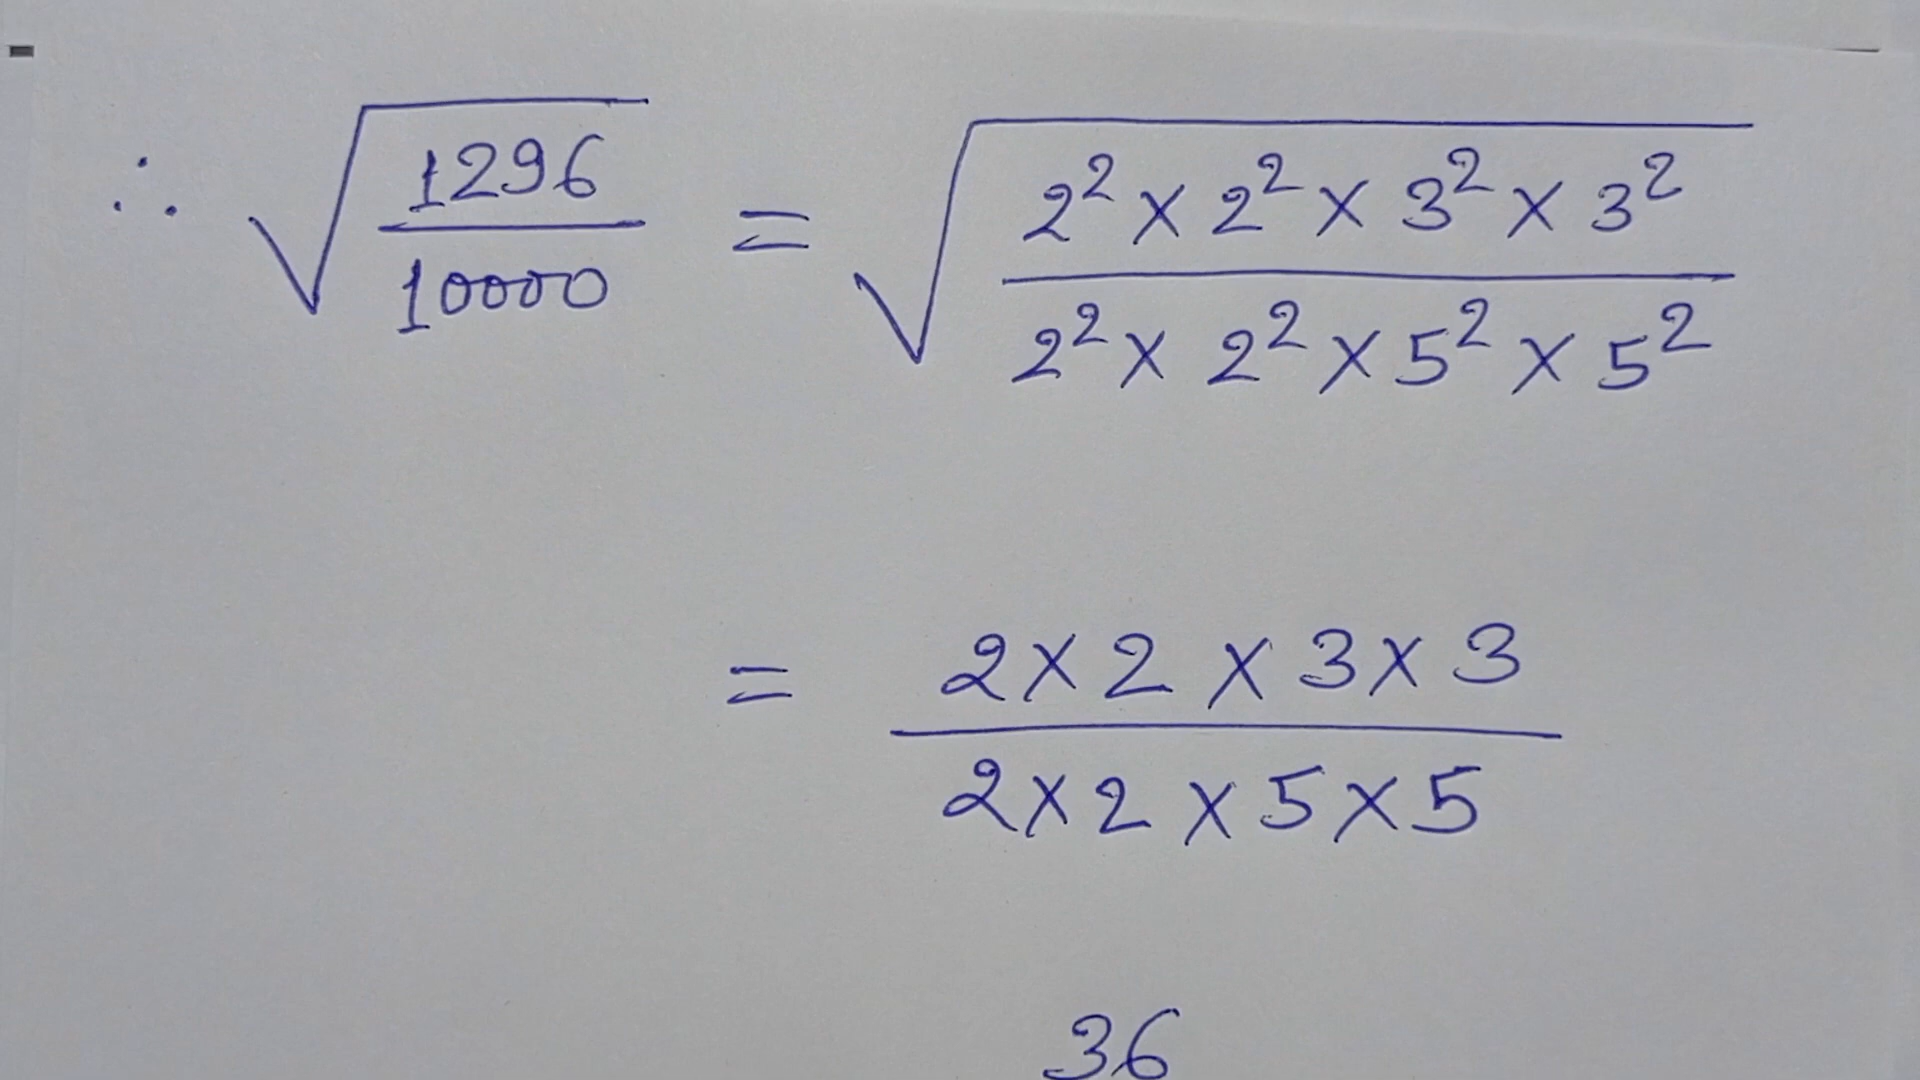 ∴ √(1296/10000) = √((2² × 2² × 3² × 3²)/(2² × 2² × 5² × 5²))
= (2 × 2 × 3 × 3)/(2 × 2 × 5 × 5)
36